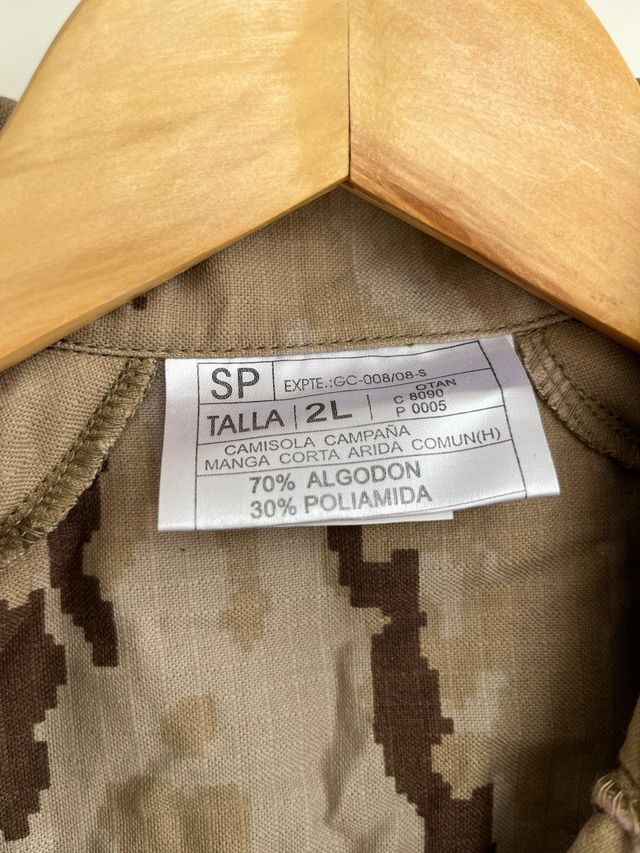 SP EXPTE.:GC-008/08-S
TALLA 2L OTAN
C 8090
P 0005
CAMISOLA CAMPAÑA
MANGA CORTA ARIDA COMUN(H)
70% ALGODON
30% POLIAMIDA